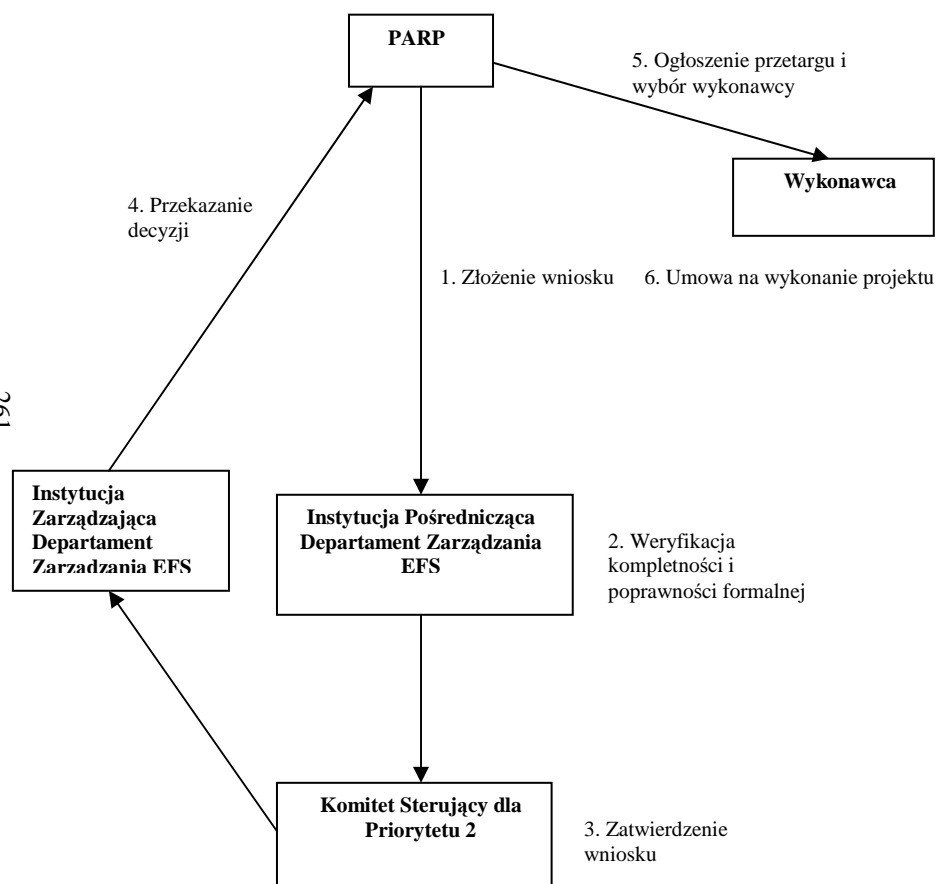 PARP
5. Ogłoszenie przetargu i
wybór wykonawcy
Wykonawca
4. Przekazanie
decyzji
1. Złożenie wniosku
6. Umowa na wykonanie projektu
261
Instytucja
Zarządzająca
Departament
Zarzadzania EFS
Instytucja Pośrednicząca
Departament Zarządzania
EFS
2. Weryfikacja
kompletności i
poprawności formalnej
Komitet Sterujący dla
Priorytetu 2
3. Zatwierdzenie
wniosku